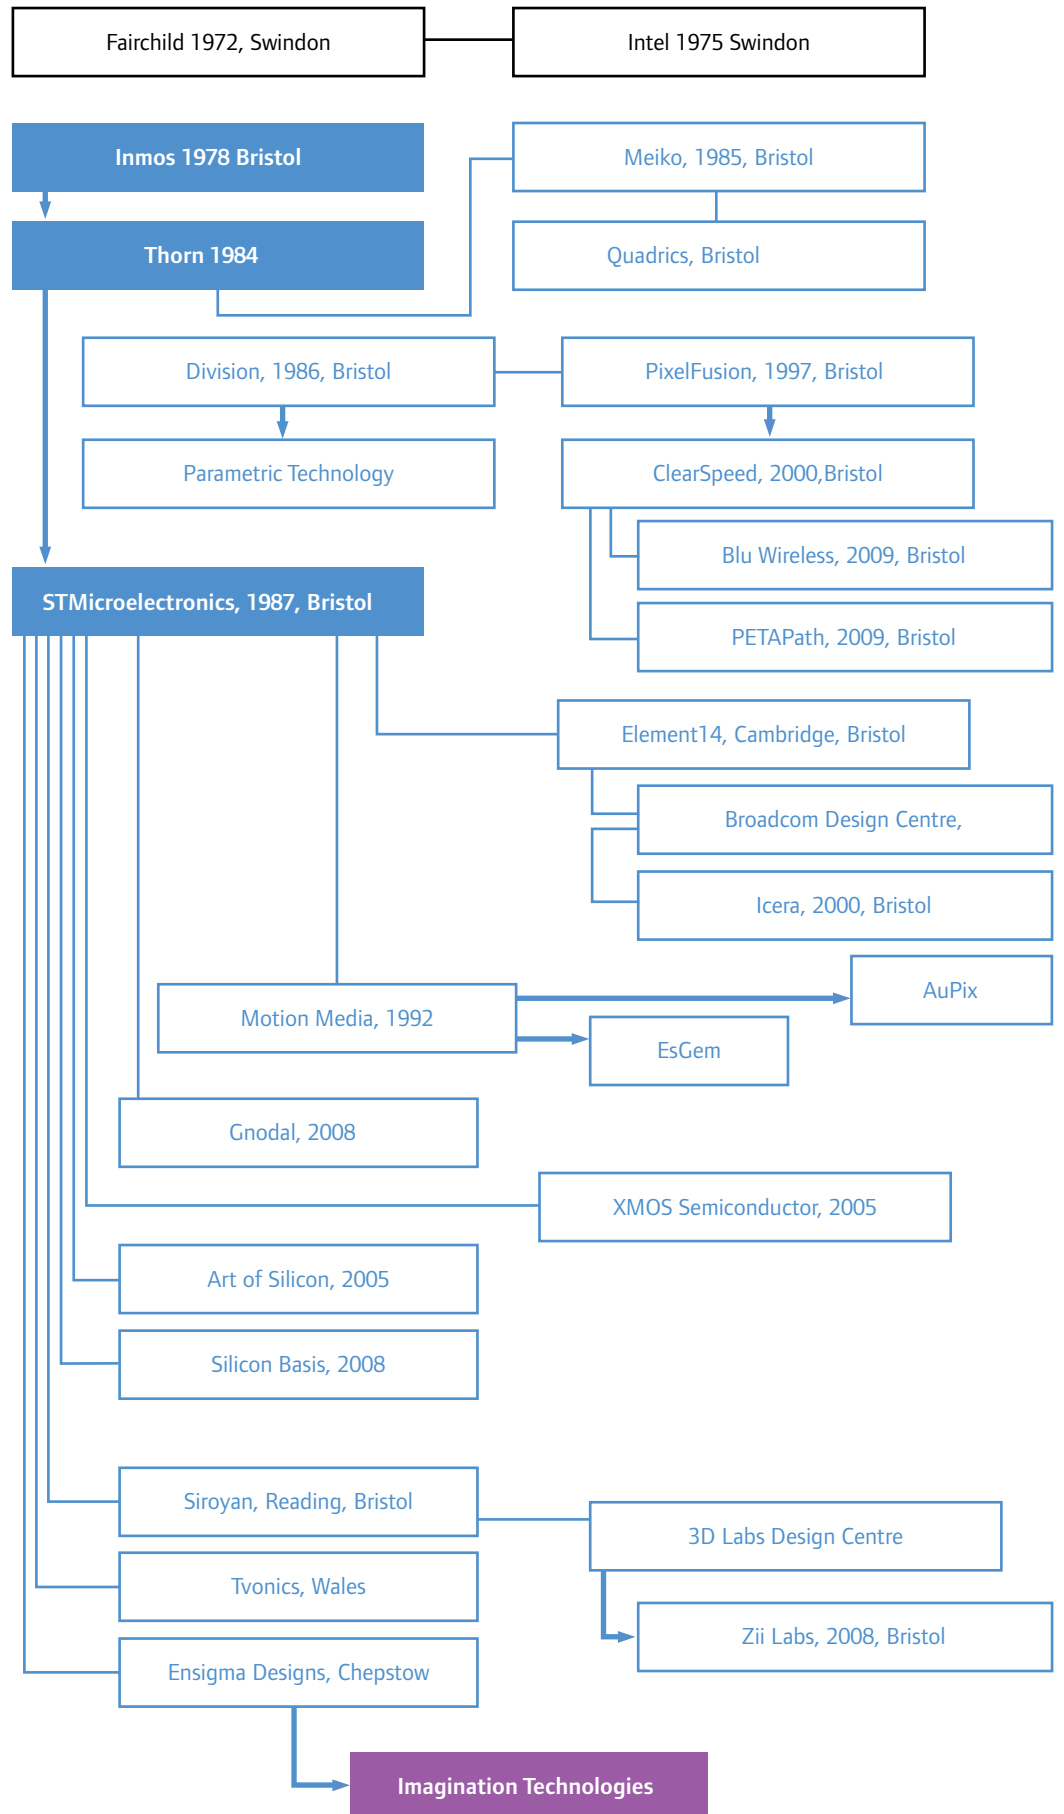 Fairchild 1972, Swindon
Intel 1975 Swindon
Inmos 1978 Bristol
Meiko, 1985, Bristol
Thorn 1984
Quadrics, Bristol
Division, 1986, Bristol
PixelFusion, 1997, Bristol
Parametric Technology
ClearSpeed, 2000,Bristol
Blu Wireless, 2009, Bristol
STMicroelectronics, 1987, Bristol
PETAPath, 2009, Bristol
Element14, Cambridge, Bristol
Broadcom Design Centre,
Icera, 2000, Bristol
AuPix
Motion Media, 1992
EsGem
Gnodal, 2008
XMOS Semiconductor, 2005
Art of Silicon, 2005
Silicon Basis, 2008
Siroyan, Reading, Bristol
3D Labs Design Centre
Tvonics, Wales
Zii Labs, 2008, Bristol
Ensigma Designs, Chepstow
Imagination Technologies